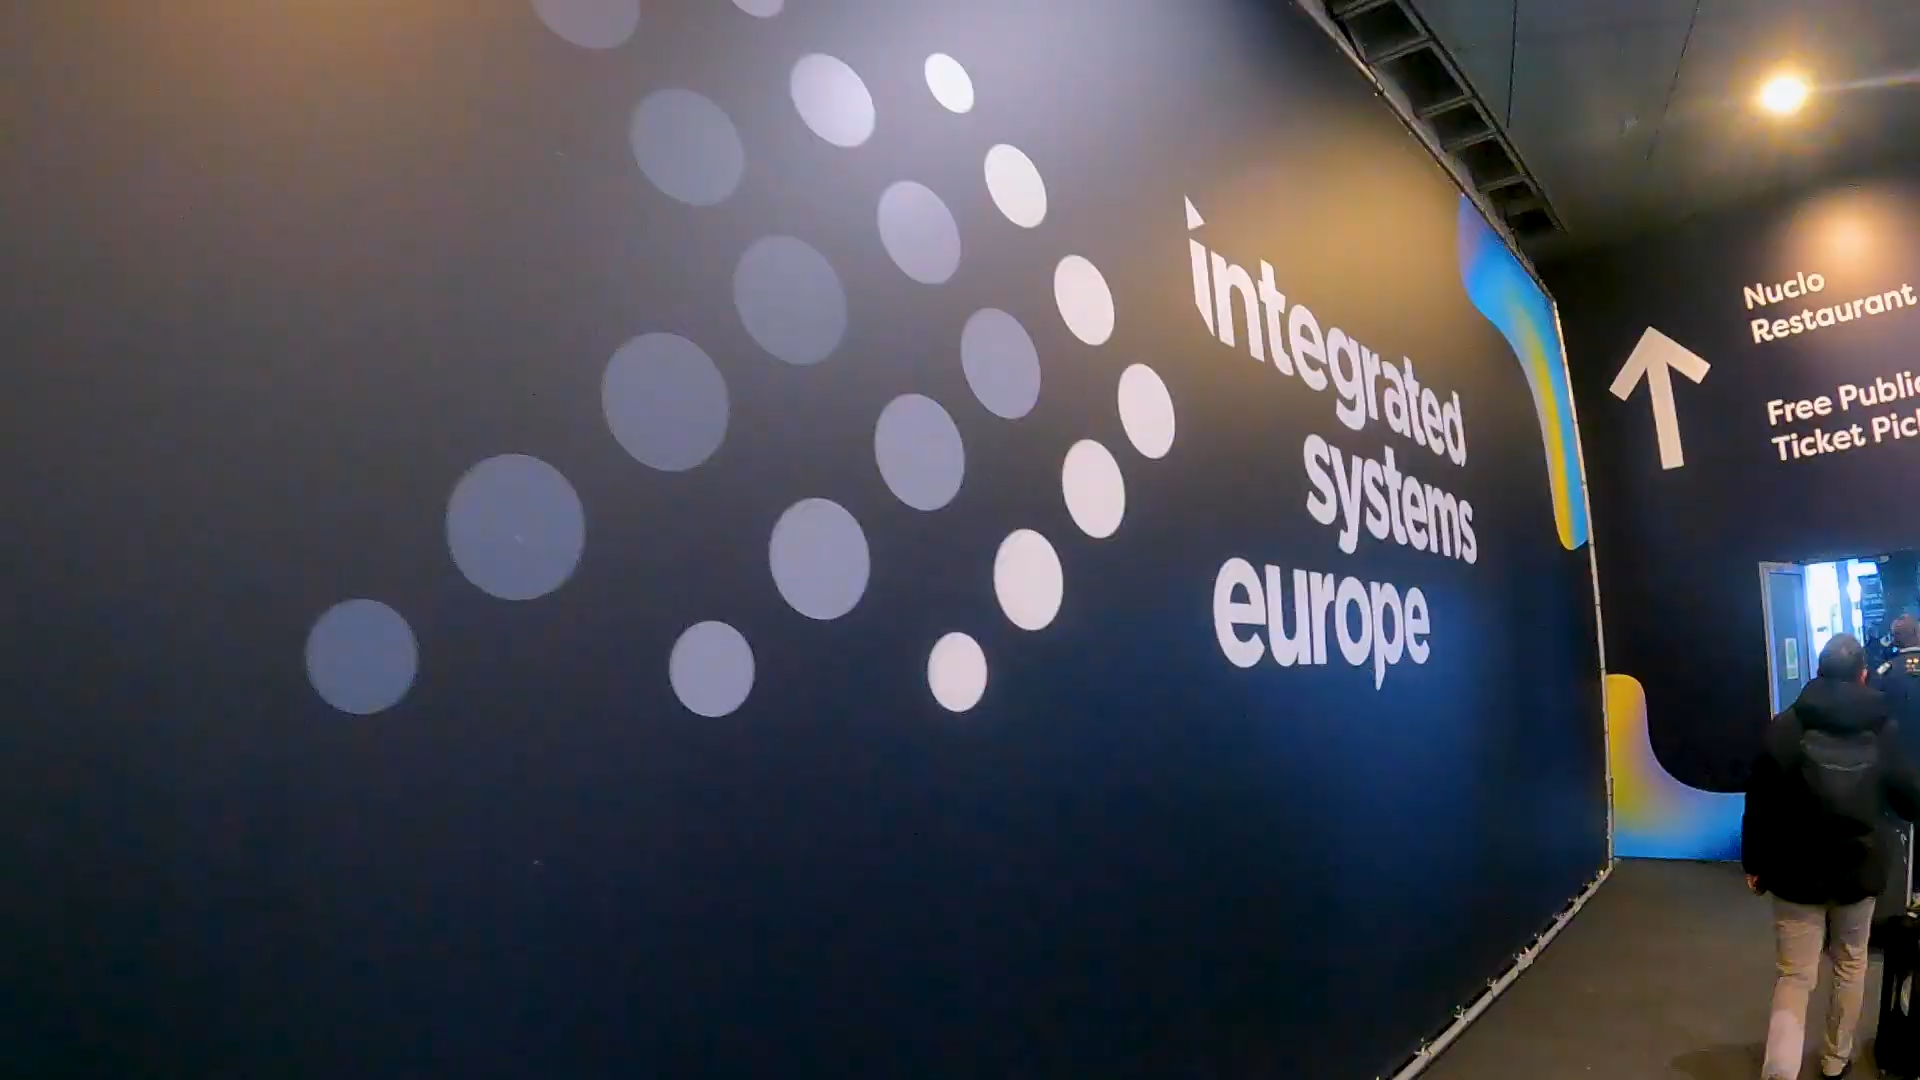 integrated
systems
europe
Nuclo
Restaurant
Free Public
Ticket